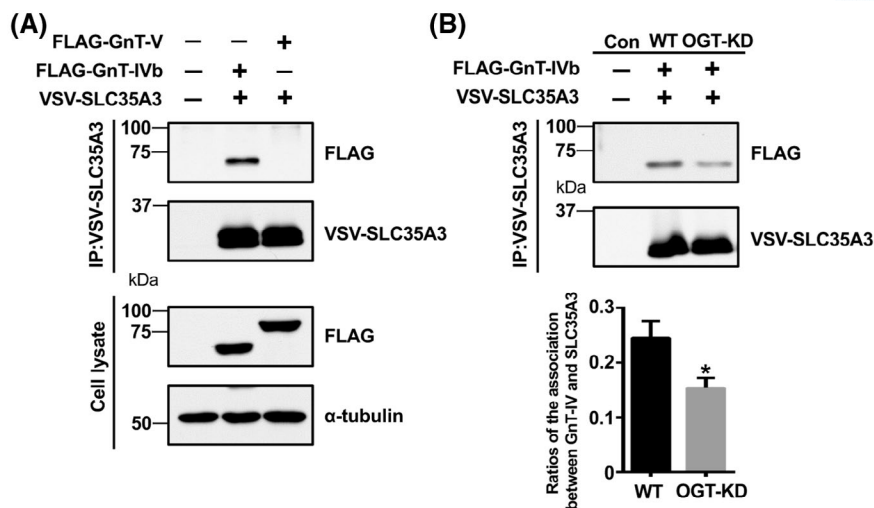 (A)
FLAG-GnT-V – – +
FLAG-GnT-IVb – + –
VSV-SLC35A3 – + +
IP:VSV-SLC35A3
100
75
FLAG
37
VSV-SLC35A3
kDa
Cell lysate
100
75
FLAG
50
α-tubulin
(B)
Con WT OGT-KD
FLAG-GnT-IVb – + +
VSV-SLC35A3 – + +
IP:VSV-SLC35A3
100
75
FLAG
kDa
37
VSV-SLC35A3
Ratios of the association
between GnT-IV and SLC35A3
0.3
0.2
0.1
0
*
WT OGT-KD